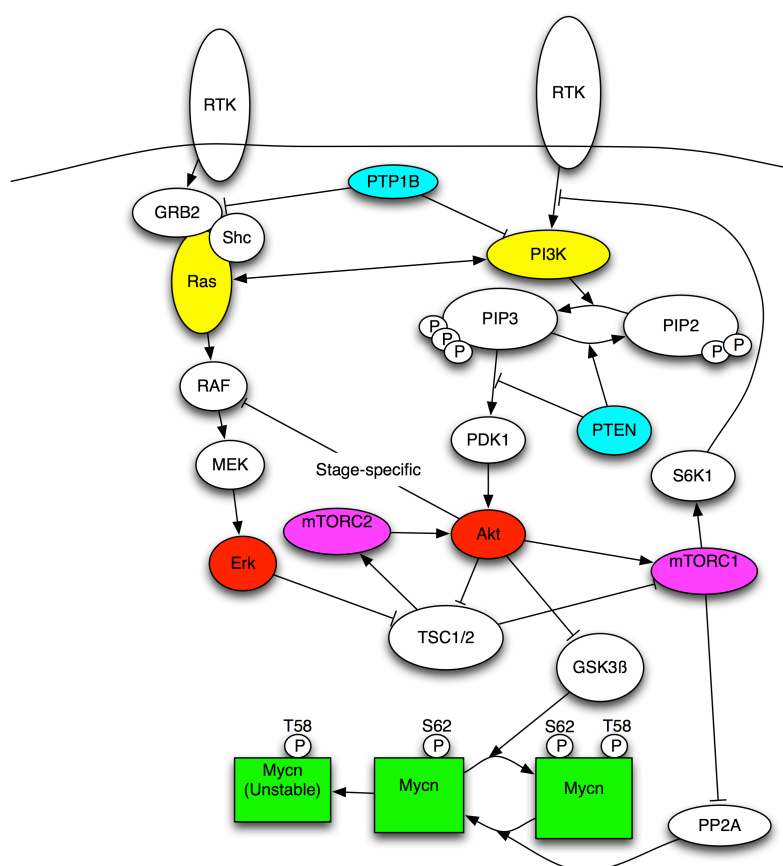 RTK
RTK
PTP1B
GRB2
Shc
PI3K
Ras
PIP3
PIP2
P
P
P
P
P
RAF
PTEN
PDK1
MEK
Stage-specific
S6K1
mTORC2
Akt
Erk
mTORC1
TSC1/2
GSK3ß
T58
S62
S62
T58
P
P
P
P
Mycn
(Unstable)
Mycn
Mycn
PP2A